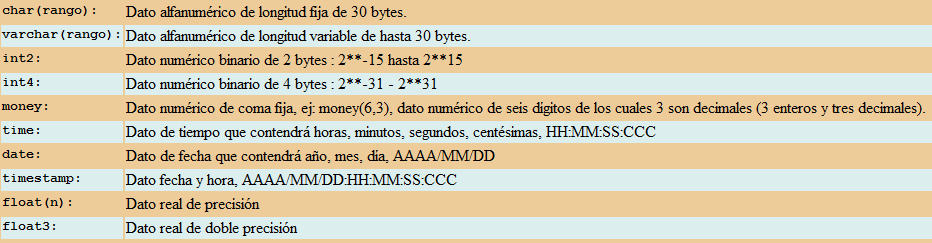 char(rango): Dato alfanumérico de longitud fija de 30 bytes.
varchar(rango): Dato alfanumérico de longitud variable de hasta 30 bytes.
int2: Dato numérico binario de 2 bytes : 2**-15 hasta 2**15
int4: Dato numérico binario de 4 bytes : 2**-31 - 2**31
money: Dato numérico de coma fija, ej: money(6,3), dato numérico de seis digitos de los cuales 3 son decimales (3 enteros y tres decimales).
time: Dato de tiempo que contendrá horas, minutos, segundos, centésimas, HH:MM:SS:CCC
date: Dato de fecha que contendrá año, mes, dia, AAAA/MM/DD
timestamp: Dato fecha y hora, AAAA/MM/DD:HH:MM:SS:CCC
float(n): Dato real de precisión
float3: Dato real de doble precisión